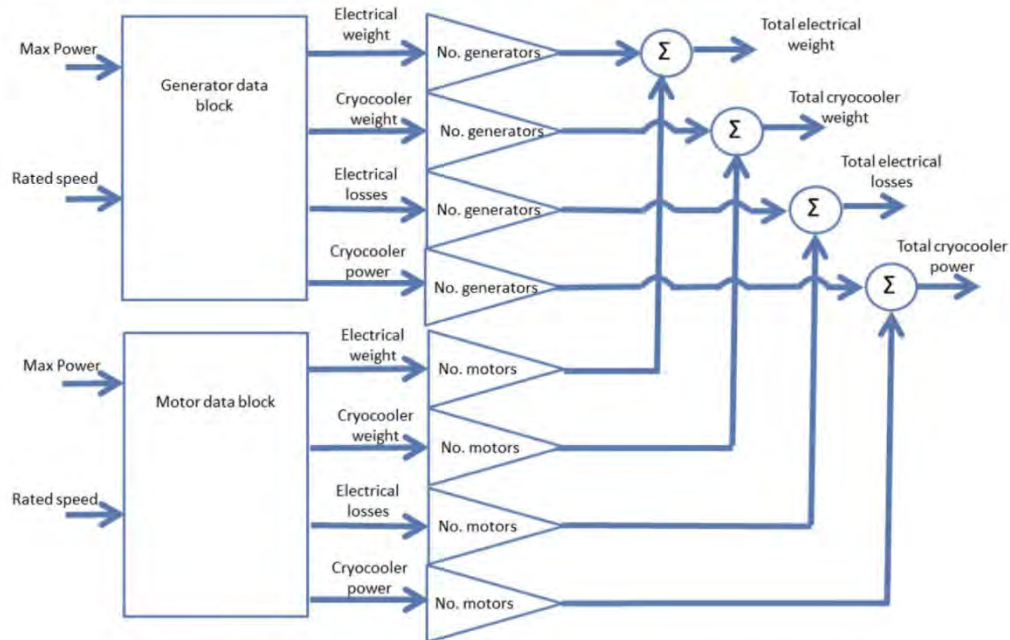 Max Power
Rated speed
Generator data
block
Electrical
weight
Cryocooler
weight
Electrical
losses
Cryocooler
power
No. generators
No. generators
No. generators
No. generators
Σ
Total electrical
weight
Σ
Total cryocooler
weight
Σ
Total electrical
losses
Σ
Total cryocooler
power
Max Power
Rated speed
Motor data block
Electrical
weight
Cryocooler
weight
Electrical
losses
Cryocooler
power
No. motors
No. motors
No. motors
No. motors